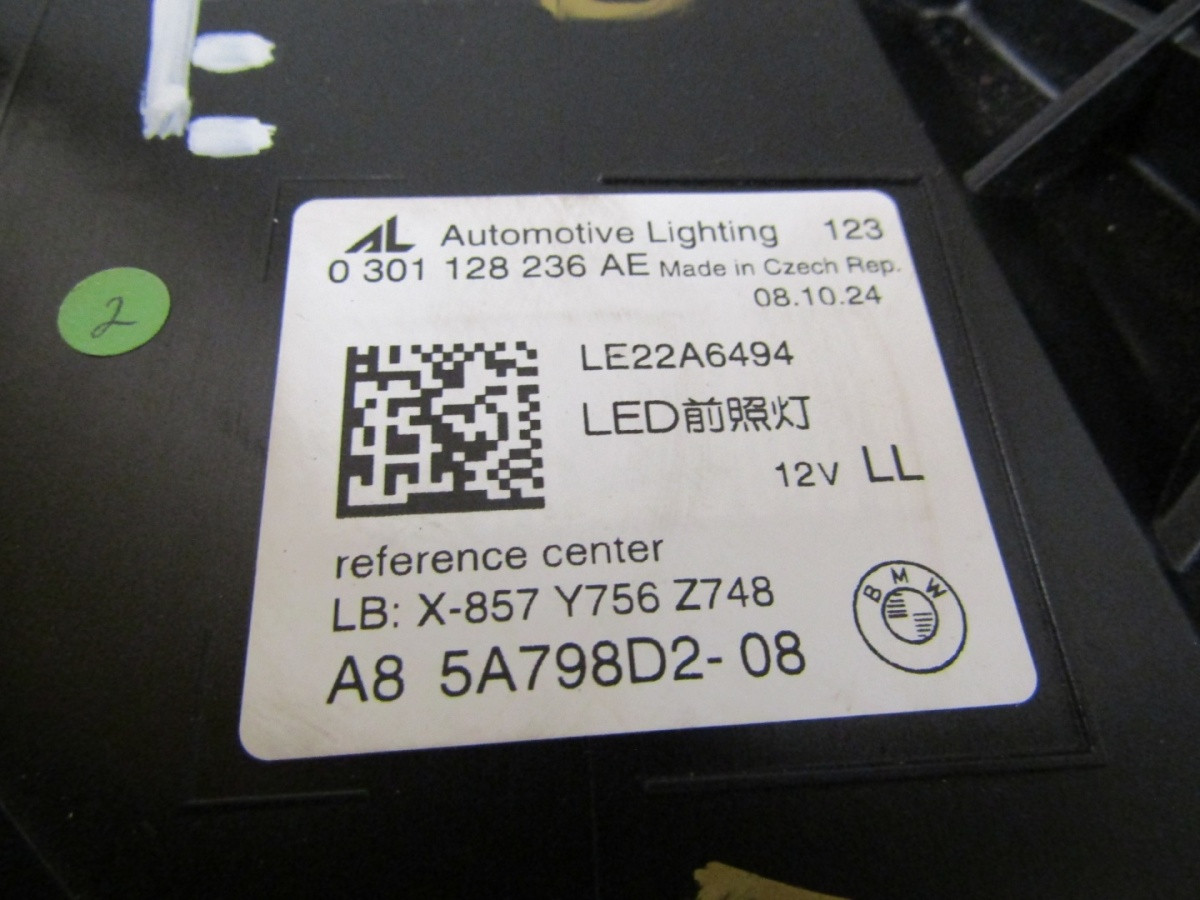 AL Automotive Lighting 123
0 301 128 236 AE Made in Czech Rep.
08.10.24
2
LE22A6494
LED前照灯
12V LL
reference center
LB: X-857 Y756 Z748
BMW
A8 5A798D2-08